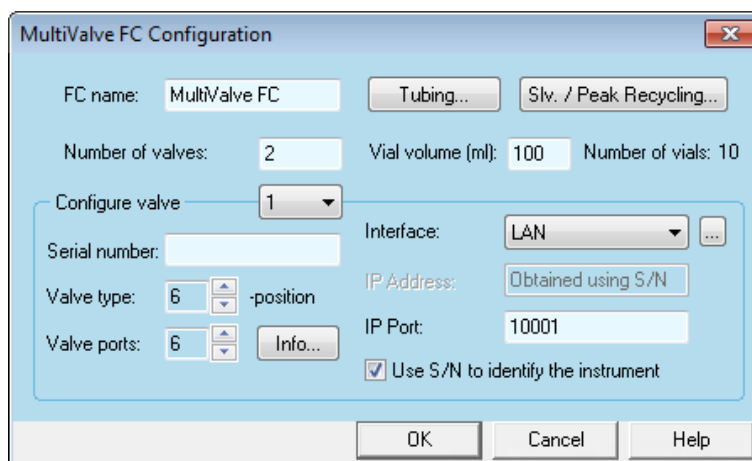 MultiValve FC Configuration
FC name: MultiValve FC Tubing... Slv. / Peak Recycling...
Number of valves: 2 Vial volume (ml): 100 Number of vials: 10
Configure valve 1
Interface: LAN ...
Serial number:
IP Address: Obtained using S/N
Valve type: 6 -position
IP Port: 10001
Valve ports: 6 Info...
Use S/N to identify the instrument
OK Cancel Help